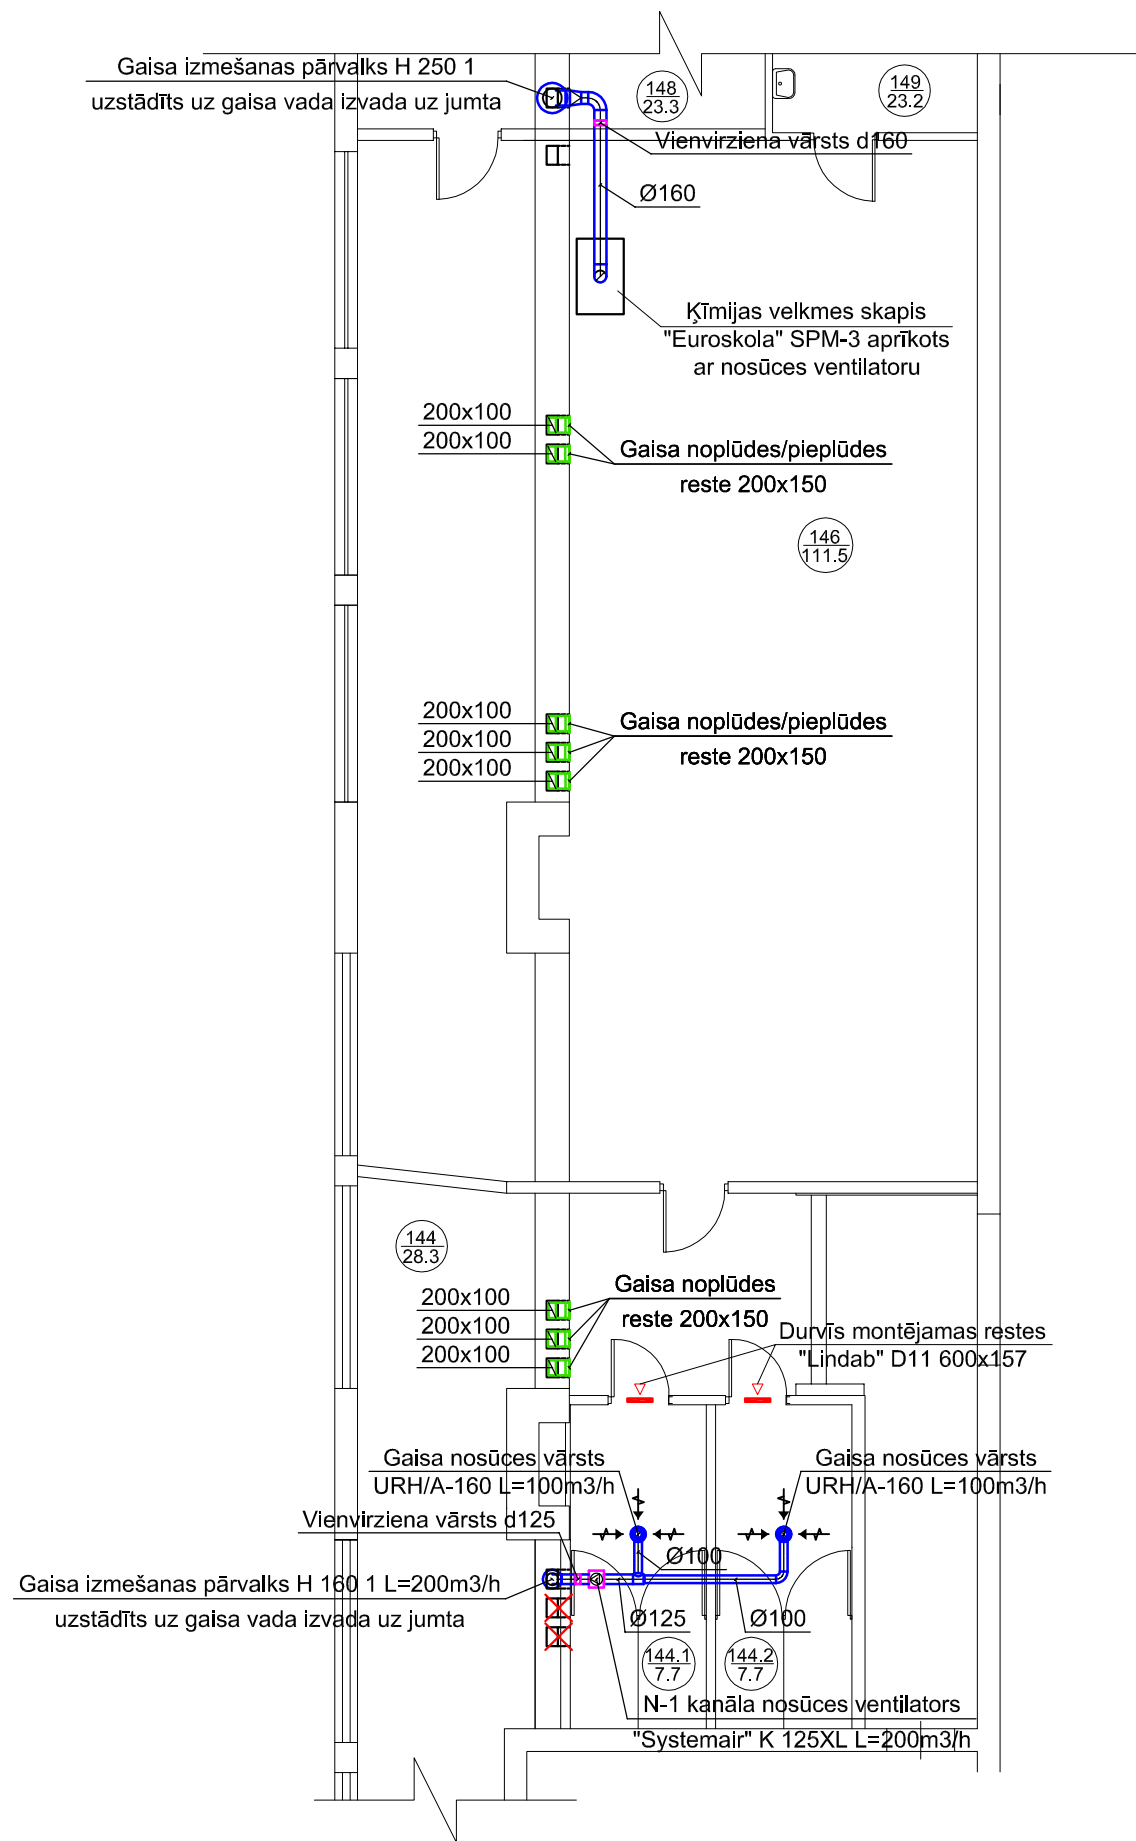 Gaisa izmešanas pārvalks H 250 1
uzstādīts uz gaisa vada izvada uz jumta
148
23.3
149
23.2
Vienvirziena vārsts d160
Ø160
Ķīmijas velkmes skapis
"Euroskola" SPM-3 aprīkots
ar nosūces ventilatoru
200x100
200x100
Gaisa noplūdes/pieplūdes
reste 200x150
146
111.5
200x100
200x100
200x100
Gaisa noplūdes/pieplūdes
reste 200x150
144
28.3
200x100
200x100
200x100
Gaisa noplūdes
reste 200x150
Durvīs montējamas restes
"Lindab" D11 600x157
Gaisa nosūces vārsts
URH/A-160 L=100m3/h
Gaisa nosūces vārsts
URH/A-160 L=100m3/h
Vienvirziena vārsts d125
Ø100
Gaisa izmešanas pārvalks H 160 1 L=200m3/h
uzstādīts uz gaisa vada izvada uz jumta
Ø125
Ø100
144.1
7.7
144.2
7.7
N-1 kanāla nosūces ventilators
"Systemair" K 125XL L=200m3/h